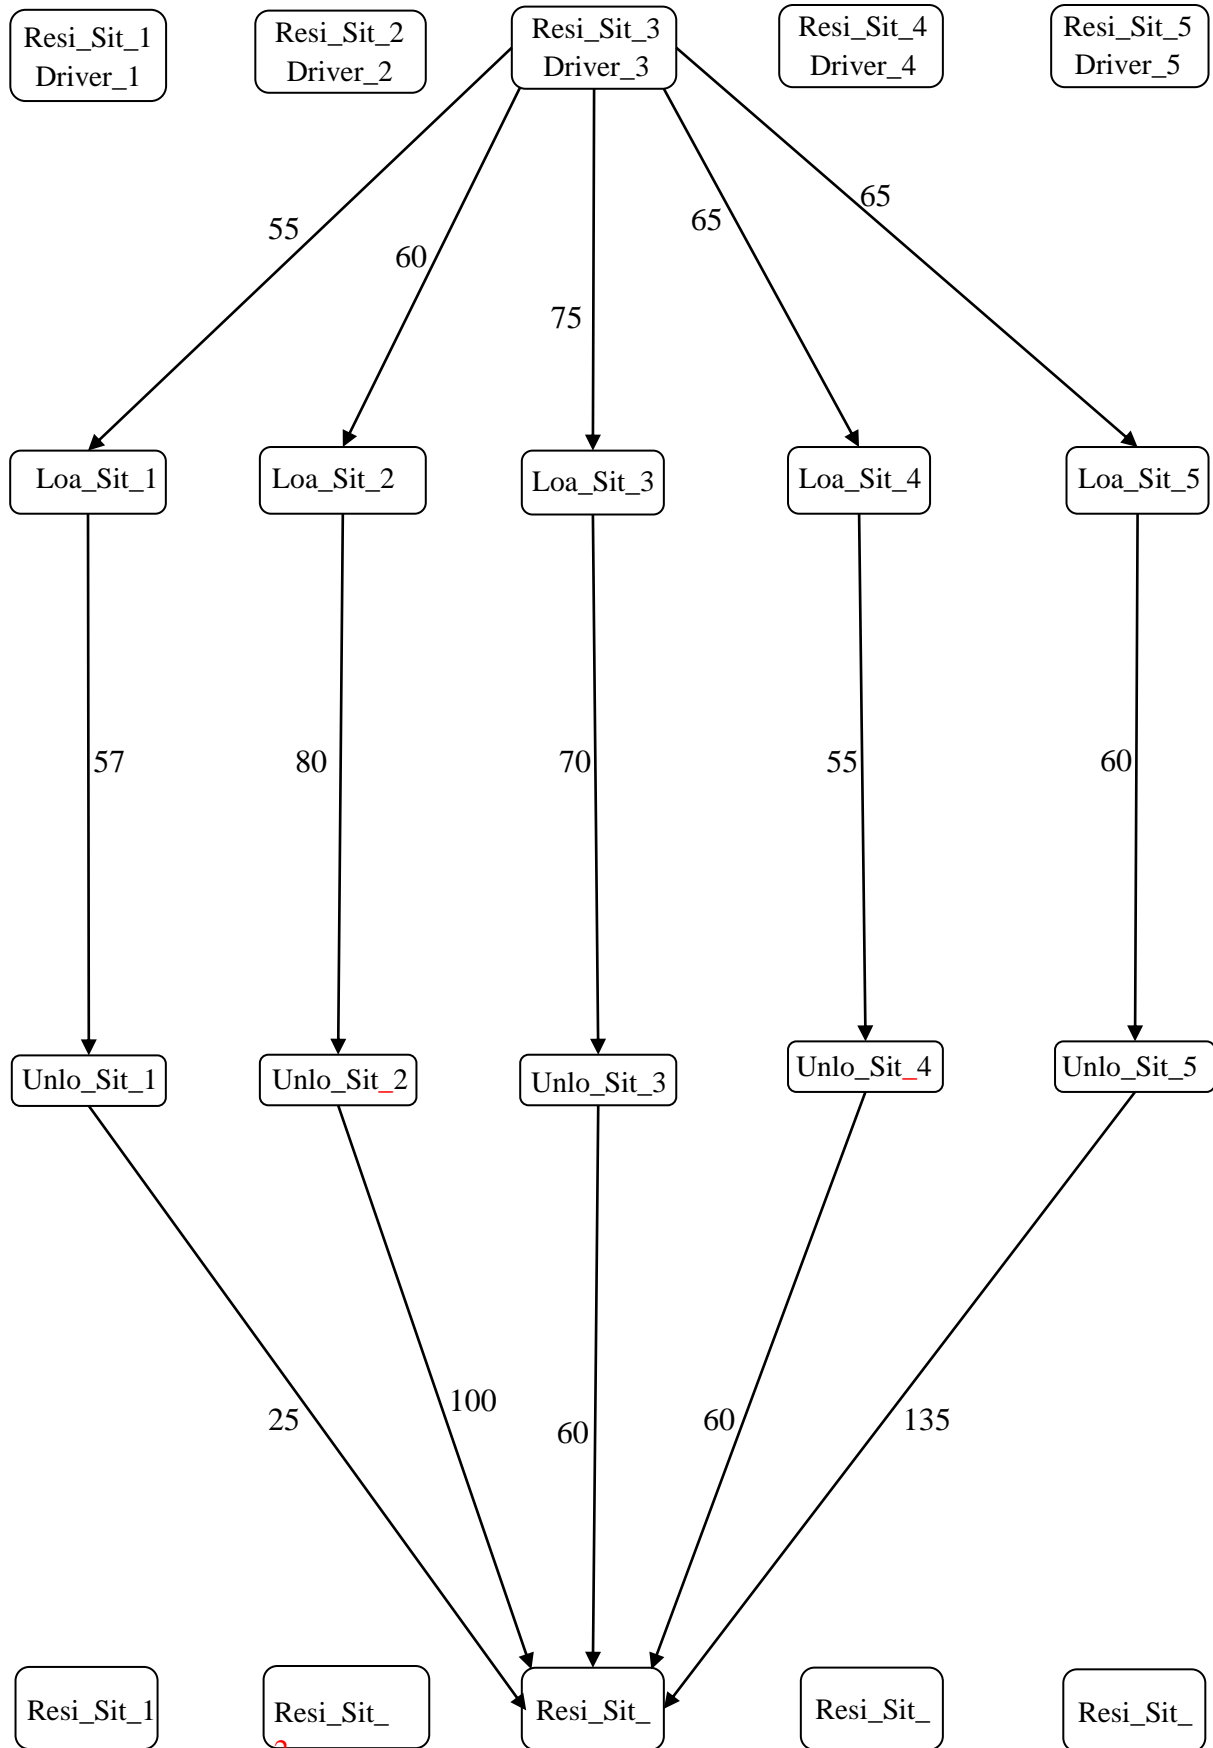 Resi_Sit_1
Driver_1
Resi_Sit_2
Driver_2
Resi_Sit_3
Driver_3
Resi_Sit_4
Driver_4
Resi_Sit_5
Driver_5
55
60
75
65
65
Loa_Sit_1
Loa_Sit_2
Loa_Sit_3
Loa_Sit_4
Loa_Sit_5
57
80
70
55
60
Unlo_Sit_1
Unlo_Sit_2
Unlo_Sit_3
Unlo_Sit_4
Unlo_Sit_5
25
100
60
60
135
Resi_Sit_1
Resi_Sit_
Resi_Sit_
Resi_Sit_
Resi_Sit_